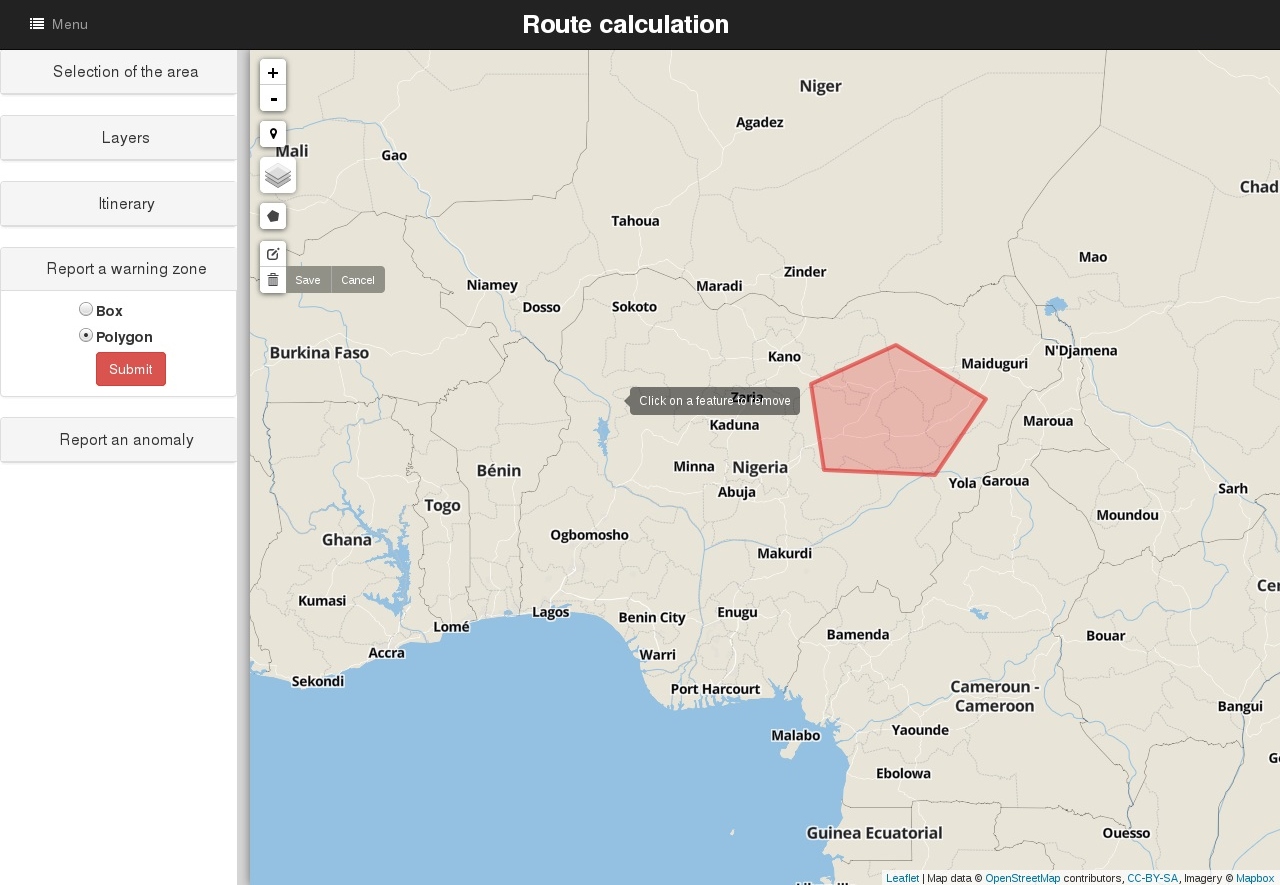 Menu
Route calculation
Selection of the area
Layers
Itinerary
Report a warning zone
Box
Polygon
Submit
Report an anomaly
+
-
Save
Cancel
Click on a feature to remove
Niger
Agadez
Mali
Gao
Chad
Tahoua
Mao
Zinder
Niamey
Maradi
Dosso
Sokoto
Burkina Faso
Kano
N'Djamena
Maiduguri
Zaria
Kaduna
Maroua
Bénin
Minna
Nigeria
Abuja
Yola
Garoua
Sarh
Togo
Moundou
Ghana
Ogbomosho
Makurdi
Cer
Kumasi
Lagos
Benin City
Enugu
Lomé
Bamenda
Bouar
Accra
Warri
Sekondi
Port Harcourt
Cameroun -
Cameroon
Bangui
Malabo
Yaounde
Ebolowa
Guinea Ecuatorial
Ouesso
Leaflet | Map data © OpenStreetMap contributors, CC-BY-SA, Imagery © Mapbox